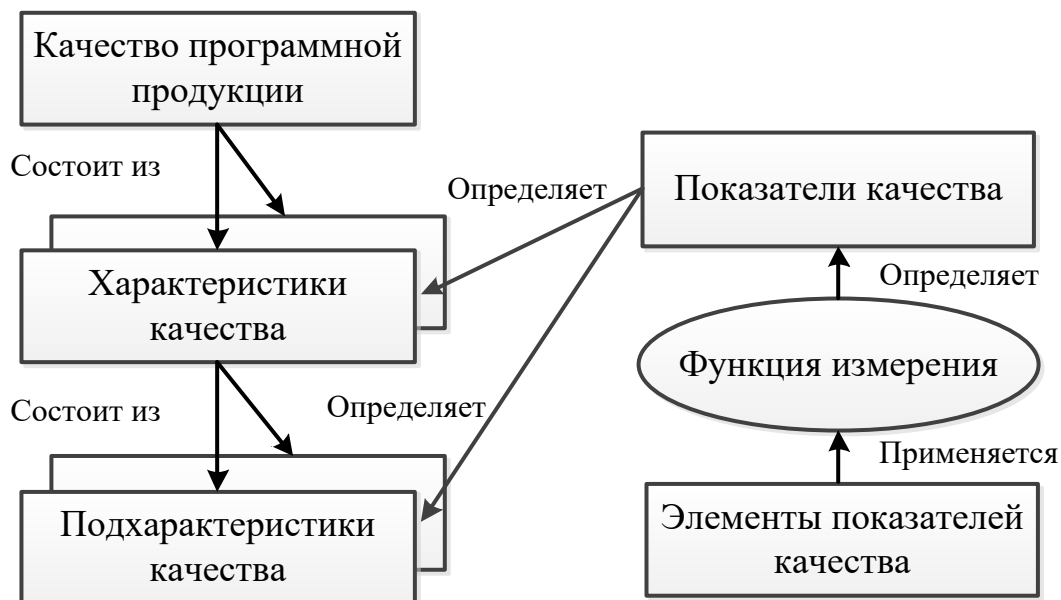 Качество программной
продукции
Состоит из
Характеристики
качества
Состоит из
Подхарактеристики
качества
Определяет
Определяет
Показатели качества
Определяет
Функция измерения
Применяется
Элементы показателей
качества